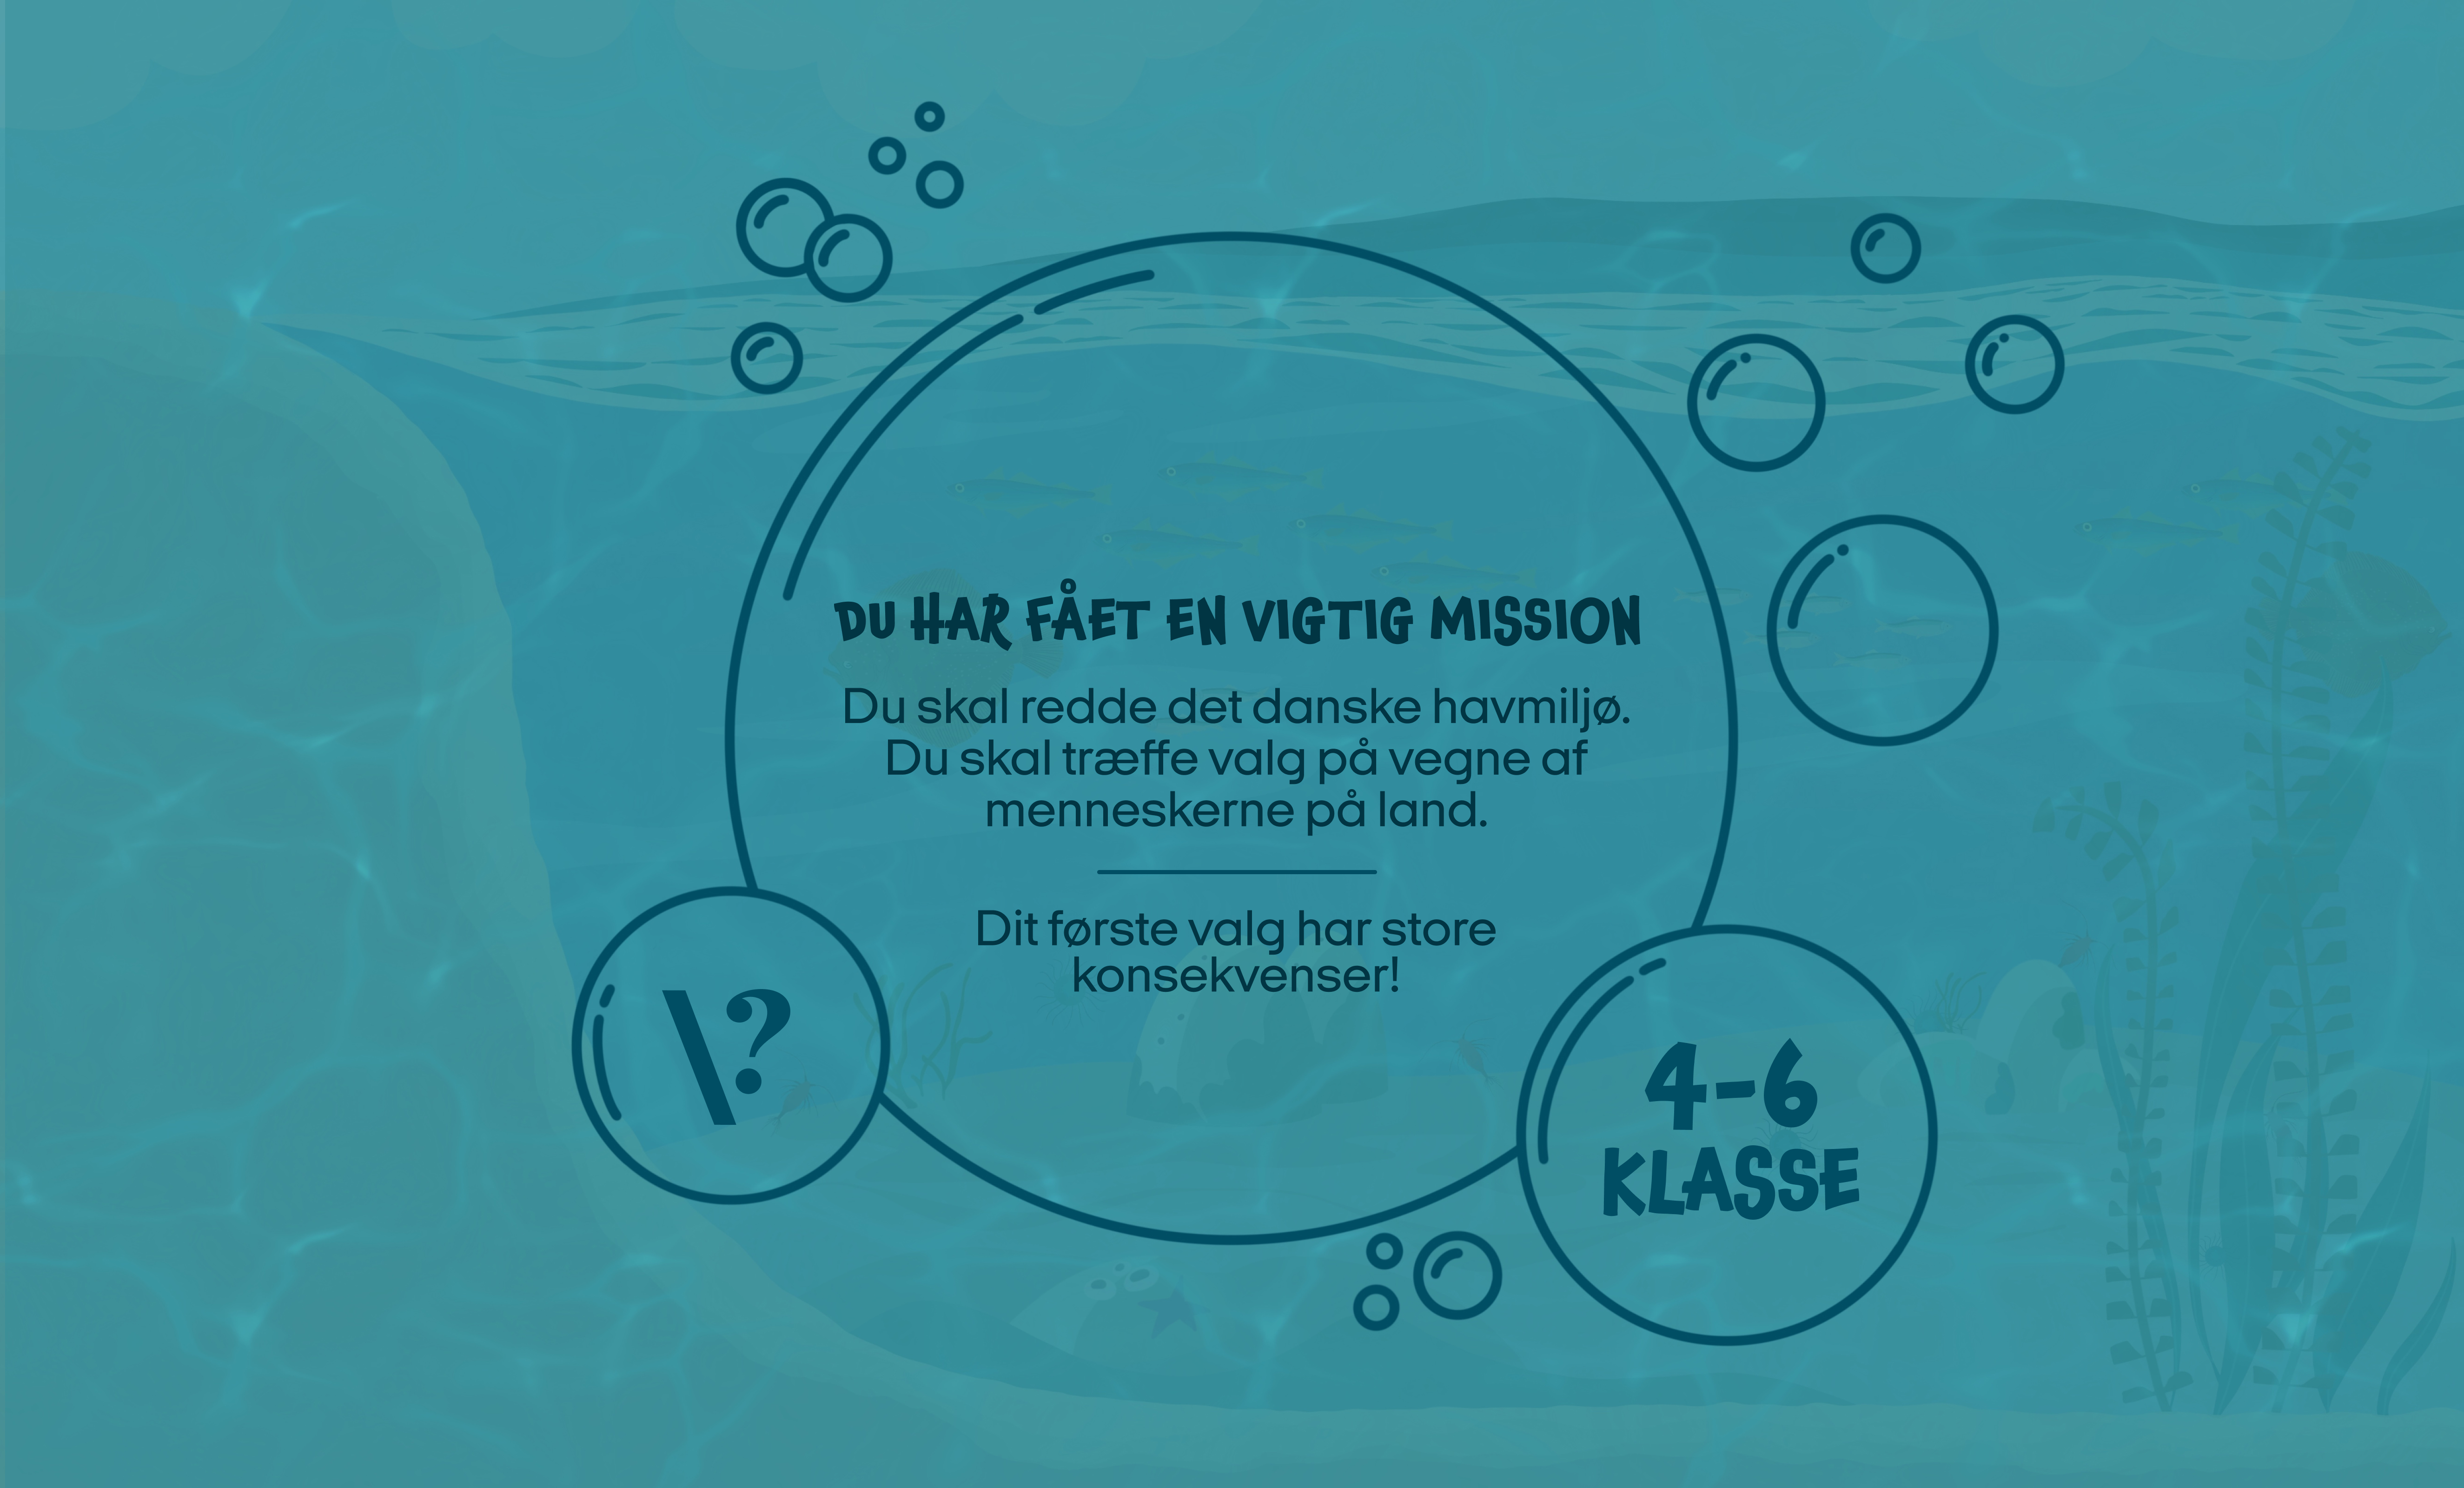 DU HAR FÅET EN VIGTIG MISSION
Du skal redde det danske havmiljø.
Du skal træffe valg på vegne af
menneskerne på land.
Dit første valg har store
konsekvenser!
\?
4-6
KLASSE